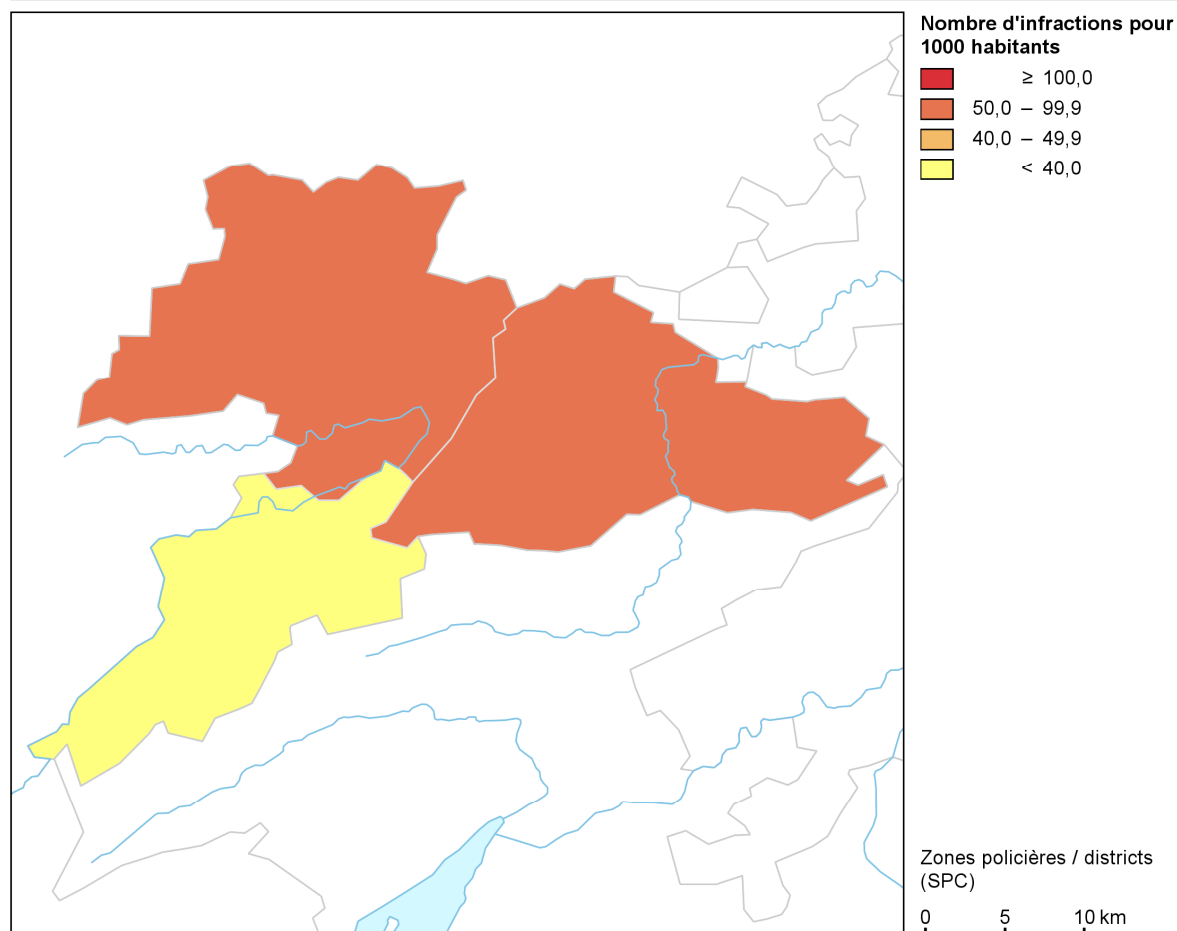 Nombre d'infractions pour
1000 habitants
≥ 100,0
50,0 – 99,9
40,0 – 49,9
< 40,0
Zones policières / districts
(SPC)
0 5 10 km